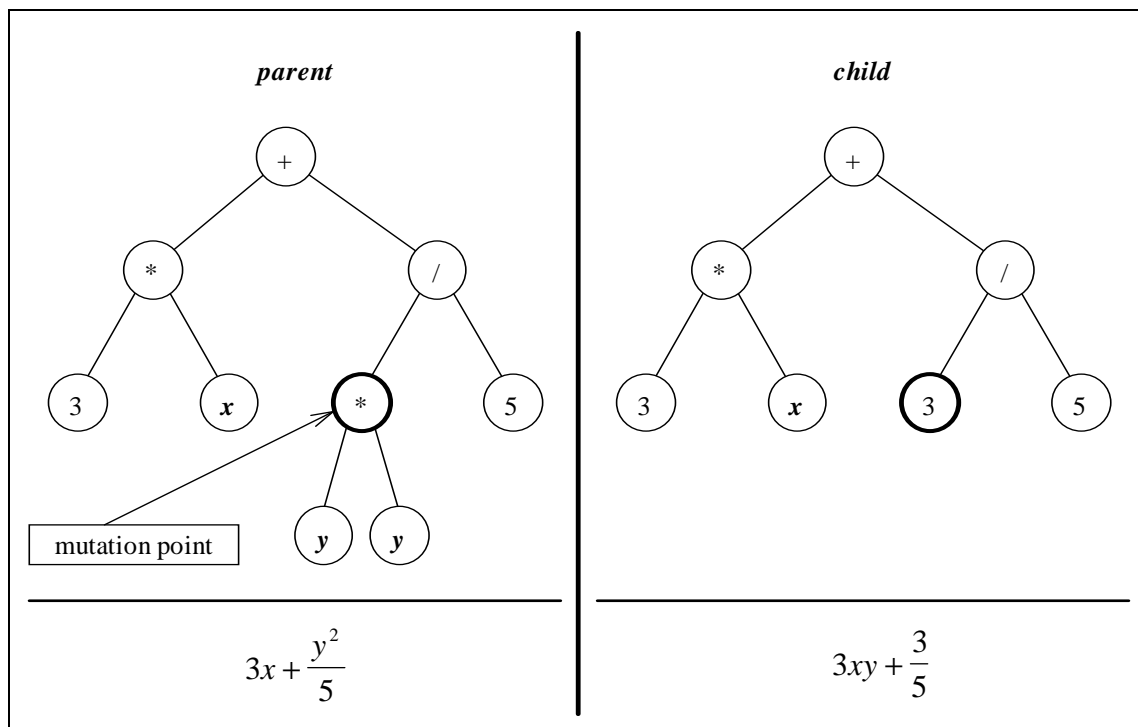 parent
+
* /
3 x * 5
y y
mutation point
3x + y²/5
child
+
* /
3 x 3 5
3xy + 3/5